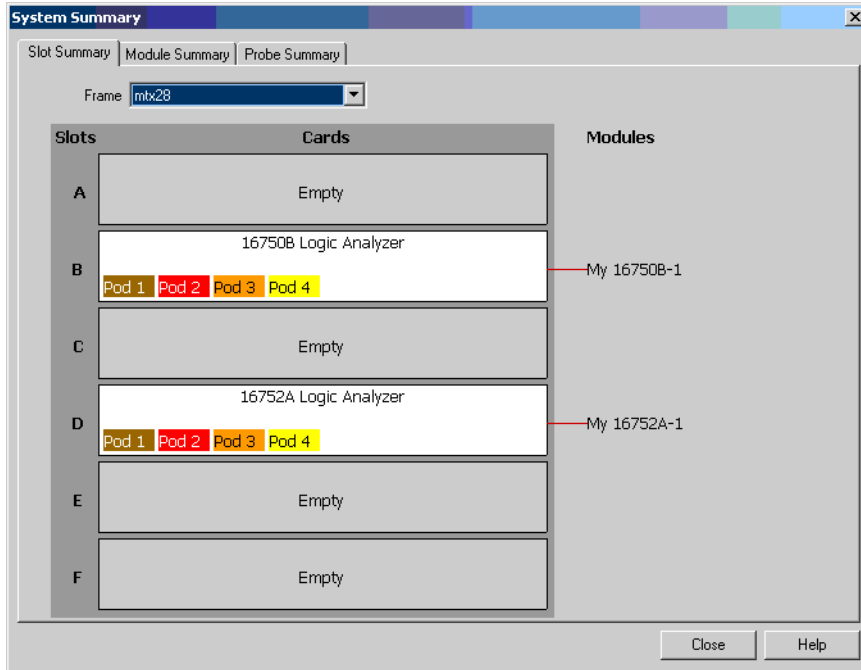 System Summary
Slot Summary Module Summary Probe Summary
Frame mtx28
Slots Cards Modules
A Empty
16750B Logic Analyzer
B My 16750B-1
Pod 1 Pod 2 Pod 3 Pod 4
C Empty
16752A Logic Analyzer
D My 16752A-1
Pod 1 Pod 2 Pod 3 Pod 4
E Empty
F Empty
Close Help